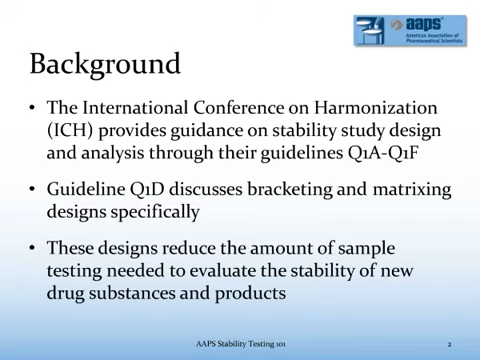 aaps®
American Association of
Pharmaceutical Scientists
Background
• The International Conference on Harmonization
(ICH) provides guidance on stability study design
and analysis through their guidelines Q1A-Q1F
• Guideline Q1D discusses bracketing and matrixing
designs specifically
• These designs reduce the amount of sample
testing needed to evaluate the stability of new
drug substances and products
AAPS Stability Testing 101
2